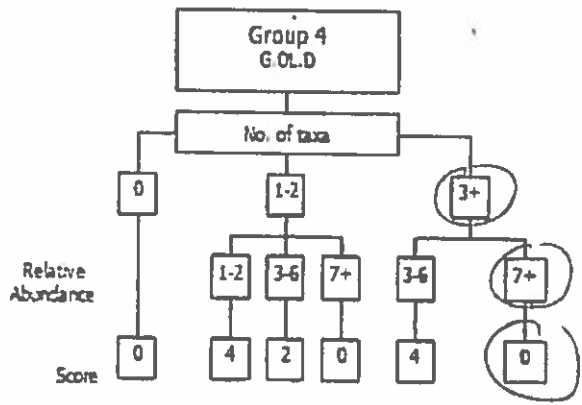 Group 4
G.OL.D
No. of taxa
0
1-2
3+
Relative
Abundance
1-2
3-6
7+
3-6
7+
Score
0
4
2
0
4
0